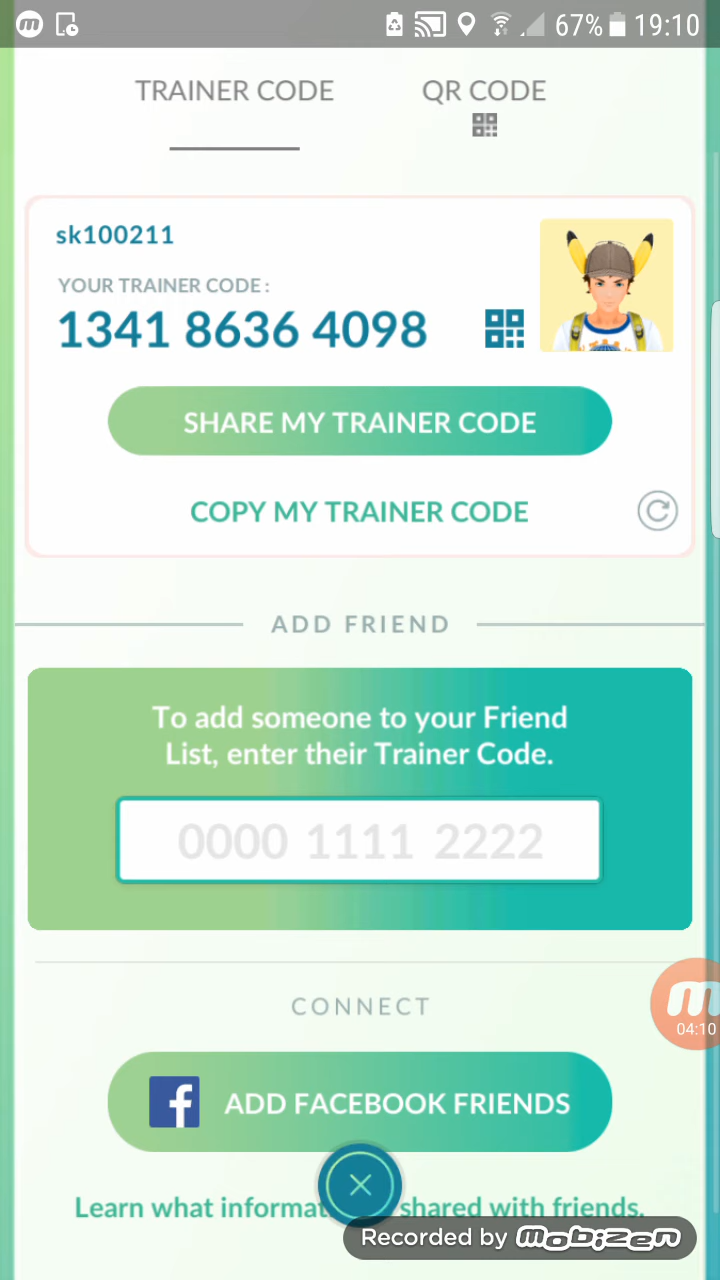 67% 19:10
TRAINER CODE
QR CODE
sk100211
YOUR TRAINER CODE :
1341 8636 4098
SHARE MY TRAINER CODE
COPY MY TRAINER CODE
ADD FRIEND
To add someone to your Friend
List, enter their Trainer Code.
0000 1111 2222
CONNECT
m
04:10
f ADD FACEBOOK FRIENDS
Learn what informat shared with friends.
Recorded by mobizen